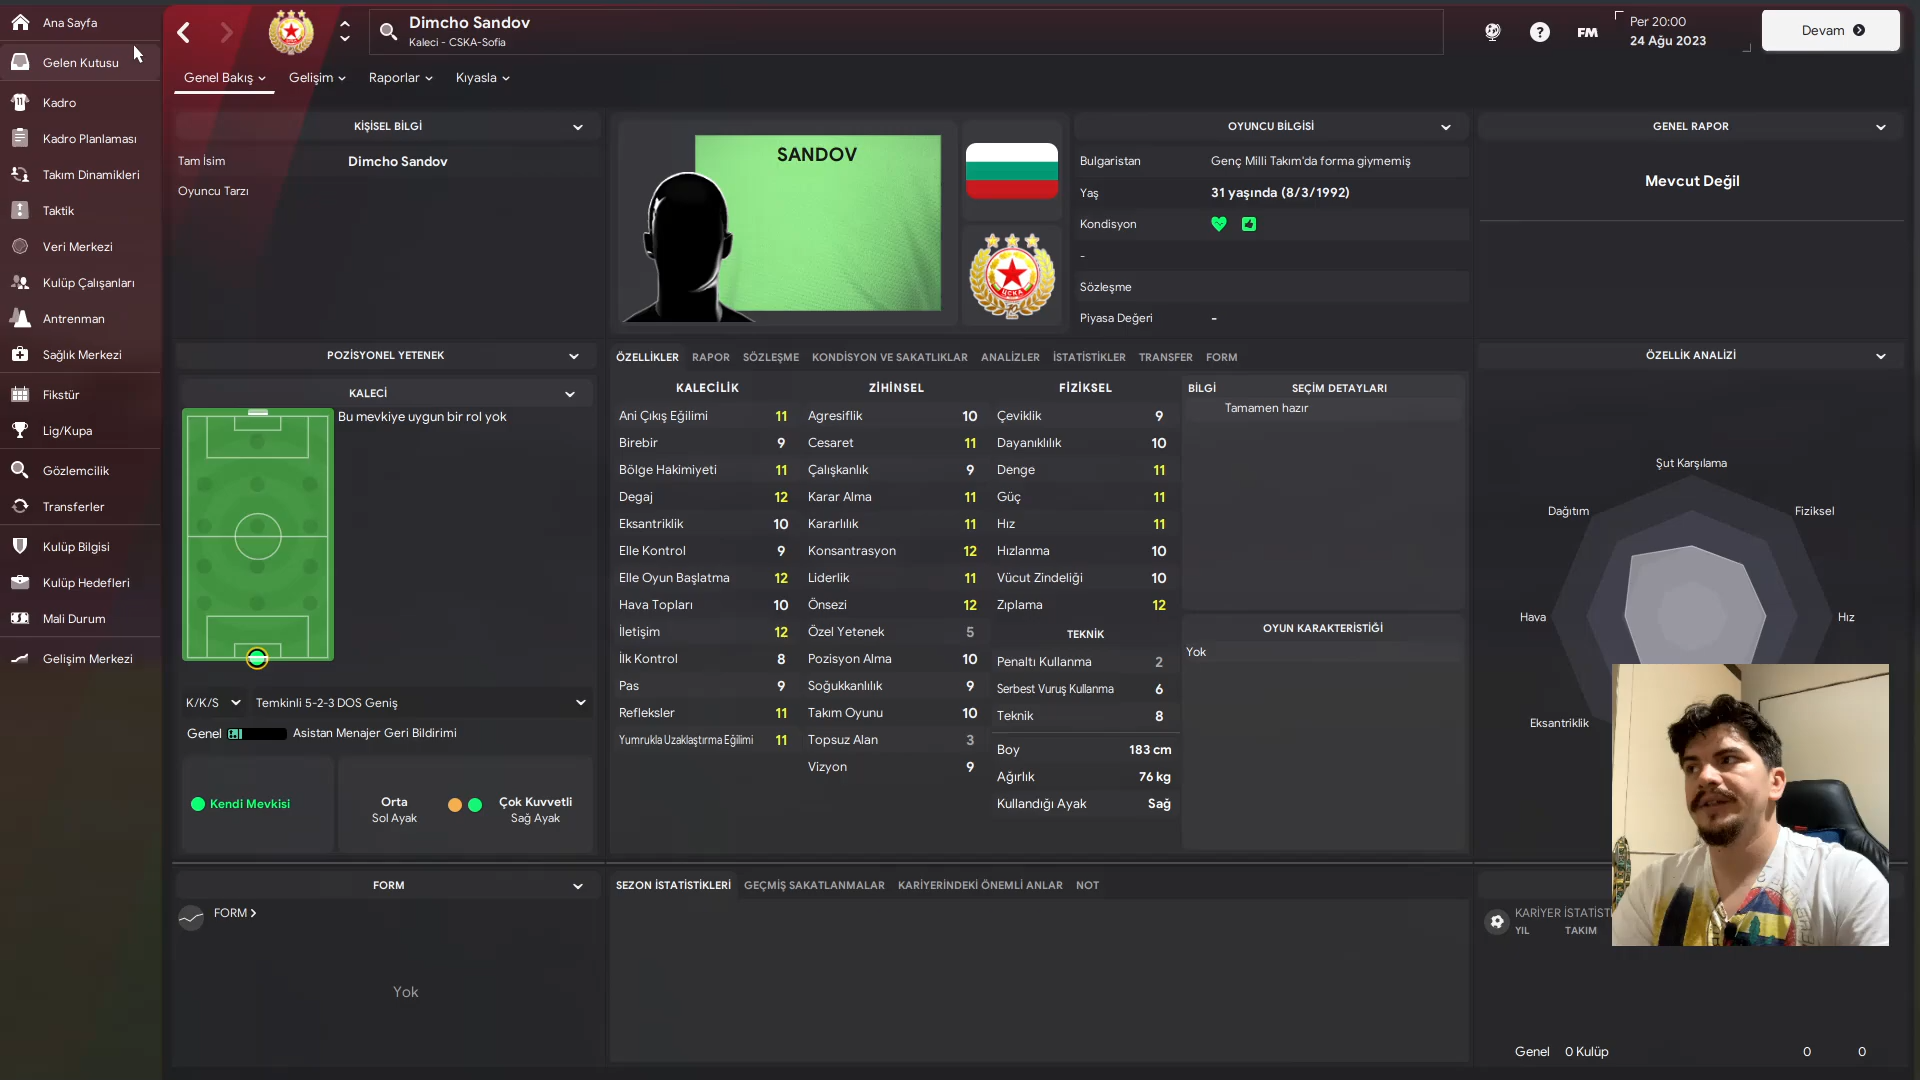 Ana Sayfa
Gelen Kutusu
Kadro
Kadro Planlaması
Takım Dinamikleri
Taktik
Veri Merkezi
Kulüp Çalışanları
Antrenman
Sağlık Merkezi
Fikstür
Lig/Kupa
Gözlemcilik
Transferler
Kulüp Bilgisi
Kulüp Hedefleri
Mali Durum
Gelişim Merkezi
Dimcho Sandov
Kaleci - CSKA-Sofia
FM
Per 20:00
24 Ağu 2023
Devam
Genel Bakış
Gelişim
Raporlar
Kıyasla
KİŞİSEL BİLGİ
Tam İsim Dimcho Sandov
Oyuncu Tarzı
SANDOV
OYUNCU BİLGİSİ
Bulgaristan Genç Milli Takım'da forma giymemiş
Yaş 31 yaşında (8/3/1992)
Kondisyon
-
Sözleşme
Piyasa Değeri -
GENEL RAPOR
Mevcut Değil
POZİSYONEL YETENEK
KALECİ
Bu mevkiye uygun bir rol yok
K/K/S Temkinli 5-2-3 DOS Geniş
Genel Asistan Menajer Geri Bildirimi
Kendi Mevkisi
Orta
Sol Ayak
Çok Kuvvetli
Sağ Ayak
ÖZELLİKLER RAPOR SÖZLEŞME KONDİSYON VE SAKATLIKLAR ANALİZLER İSTATİSTİKLER TRANSFER FORM
KALECİLİK
Ani Çıkış Eğilimi 11
Birebir 9
Bölge Hakimiyeti 11
Degaj 12
Eksantriklik 10
Elle Kontrol 9
Elle Oyun Başlatma 12
Hava Topları 10
İletişim 12
İlk Kontrol 8
Pas 9
Refleksler 11
Yumrukla Uzaklaştırma Eğilimi 11
ZİHİNSEL
Agresiflik 10
Cesaret 11
Çalışkanlık 9
Karar Alma 11
Kararlılık 11
Konsantrasyon 12
Liderlik 11
Önsezi 12
Özel Yetenek 5
Pozisyon Alma 10
Soğukkanlılık 9
Takım Oyunu 10
Topsuz Alan 3
Vizyon 9
FİZİKSEL
Çeviklik 9
Dayanıklılık 10
Denge 11
Güç 11
Hız 11
Hızlanma 10
Vücut Zindeliği 10
Zıplama 12
TEKNİK
Penaltı Kullanma 2
Serbest Vuruş Kullanma 6
Teknik 8
Boy 183 cm
Ağırlık 76 kg
Kullandığı Ayak Sağ
BİLGİ SEÇİM DETAYLARI
Tamamen hazır
OYUN KARAKTERİSTİĞİ
Yok
ÖZELLİK ANALİZİ
Şut Karşılama
Dağıtım
Fiziksel
Hava
Hız
Eksantriklik
FORM
FORM
Yok
SEZON İSTATİSTİKLERİ GEÇMİŞ SAKATLANMALAR KARİYERİNDEKİ ÖNEMLİ ANLAR NOT
KARİYER
YIL TAKIM
Genel 0 Kulüp 0 0